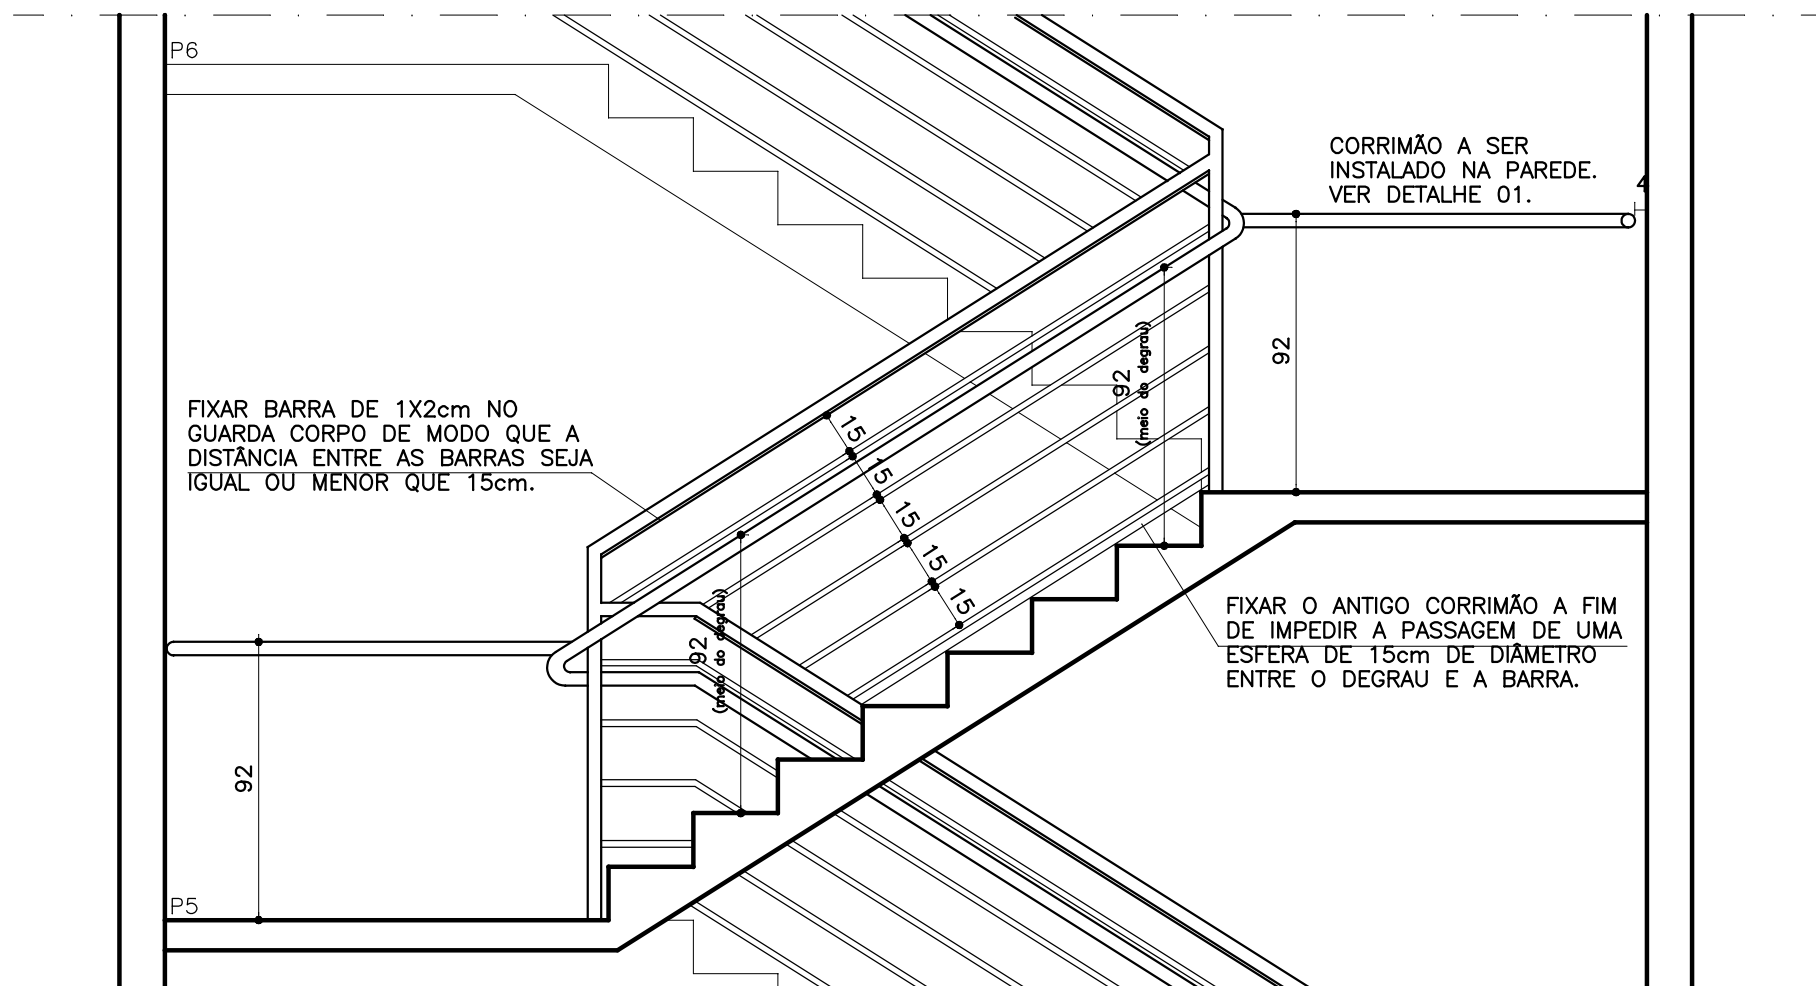 P6
CORRIMÃO A SER
INSTALADO NA PAREDE.
VER DETALHE 01.
4
92
92
(meio do degrau)
FIXAR BARRA DE 1X2cm NO
GUARDA CORPO DE MODO QUE A
DISTÂNCIA ENTRE AS BARRAS SEJA
IGUAL OU MENOR QUE 15cm.
15
15
15
15
15
FIXAR O ANTIGO CORRIMÃO A FIM
DE IMPEDIR A PASSAGEM DE UMA
ESFERA DE 15cm DE DIÂMETRO
ENTRE O DEGRAU E A BARRA.
92
(meio do degrau)
92
P5